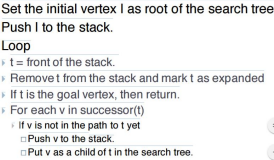 Set the initial vertex I as root of the search tree
Push I to the stack.
Loop
t = front of the stack.
Remove t from the stack and mark t as expanded
If t is the goal vertex, then return.
For each v in successor(t)
If v is not in the path to t yet
Push v to the stack.
Put v as a child of t in the search tree.